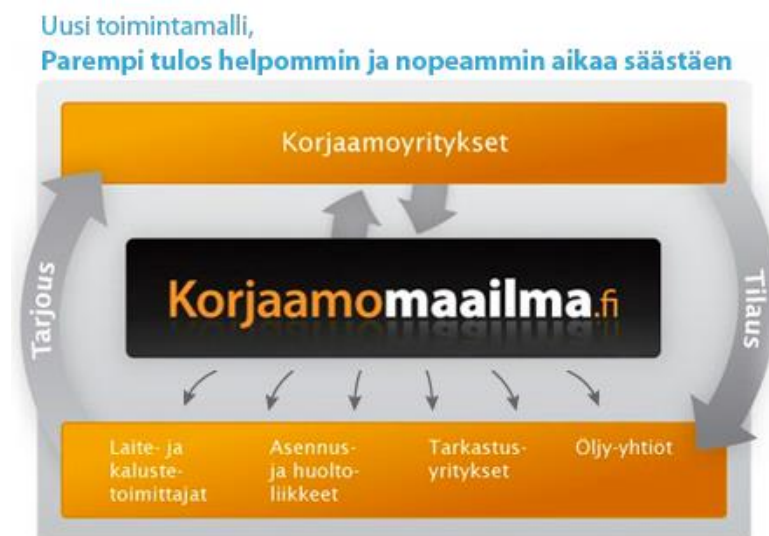 Uusi toimintamalli,
Parempi tulos helpommin ja nopeammin aikaa säästäen
Korjaamoyritykset
Tarjous
Korjaamomaailma.fi
Tilaus
Laite- ja
kaluste-
toimittajat
Asennus-
ja huolto-
liikkeet
Tarkastus-
yritykset
Öljy-yhtiöt